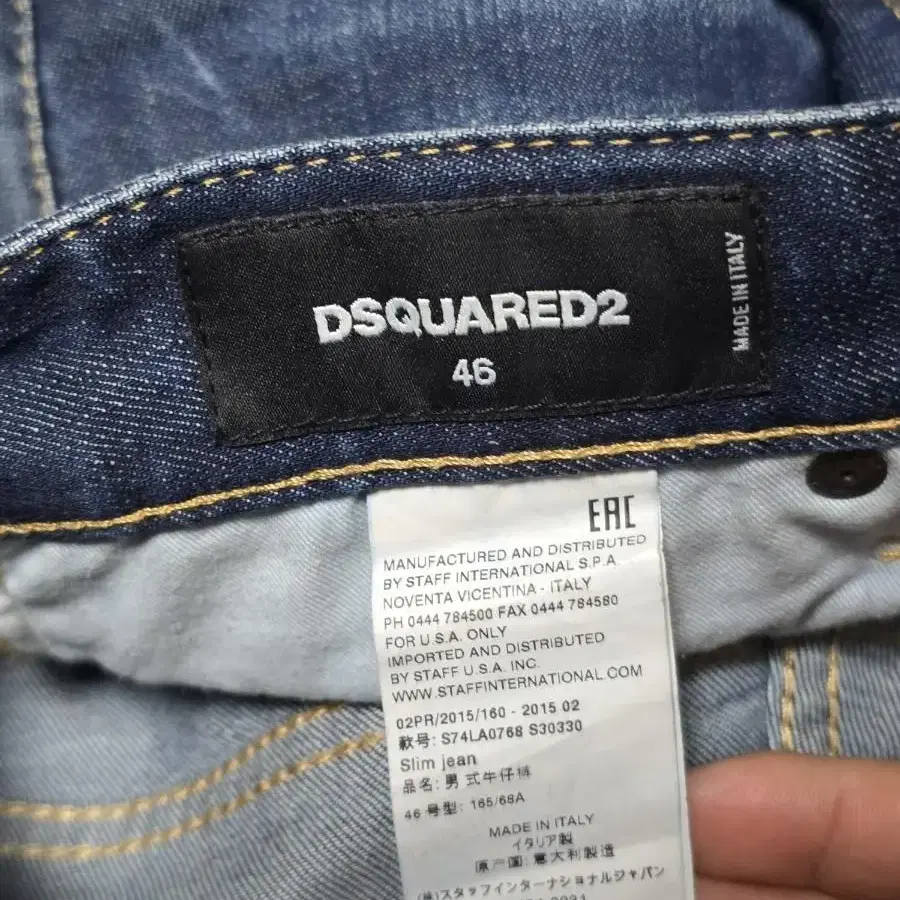 DSQUARED2
46
MADE IN ITALY
EAC
MANUFACTURED AND DISTRIBUTED
BY STAFF INTERNATIONAL S.P.A.
NOVENTA VICENTINA - ITALY
PH 0444 784500 FAX 0444 784580
FOR U.S.A. ONLY
IMPORTED AND DISTRIBUTED
BY STAFF U.S.A. INC.
WWW.STAFFINTERNATIONAL.COM
02PR/2015/160 - 2015 02
款号: S74LA0768 S30330
Slim jean
品名: 男 式牛仔裤
46 号型: 165/68A
MADE IN ITALY
イタリア製
原产国: 意大利製造
(株)スタッフインターナショナルジャパン